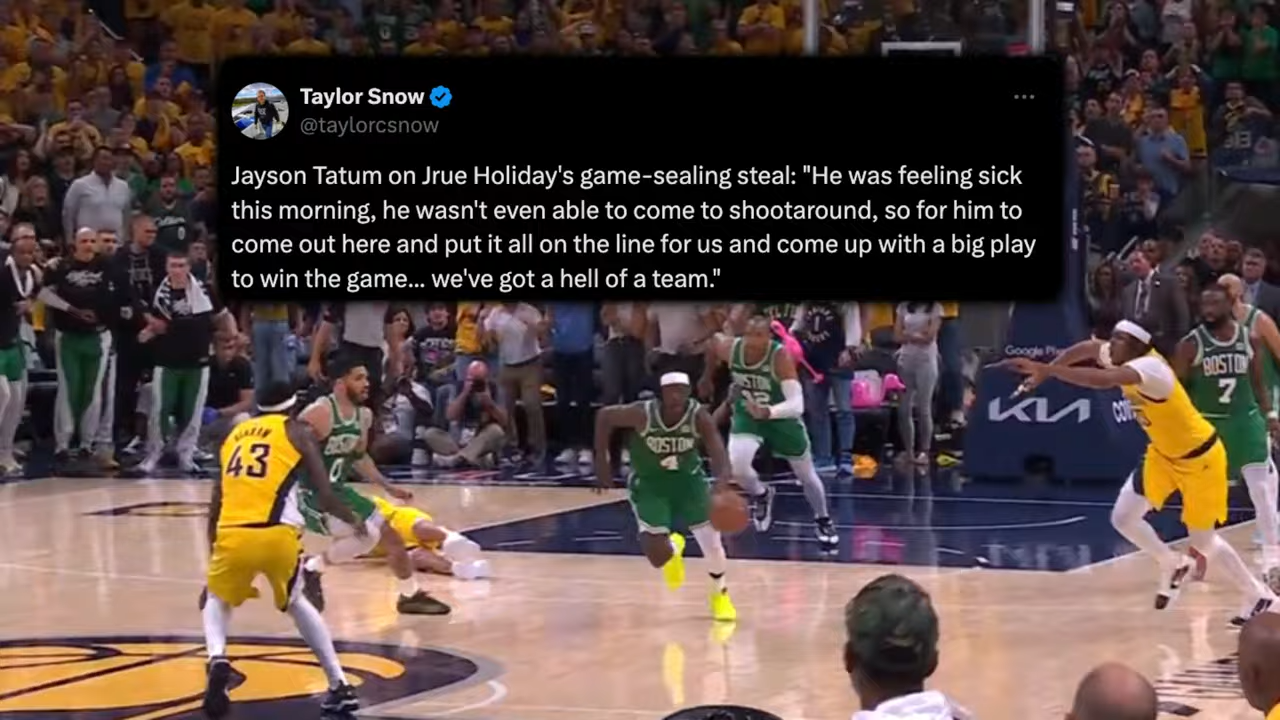 Taylor Snow
@taylorcsnow
Jayson Tatum on Jrue Holiday's game-sealing steal: "He was feeling sick
this morning, he wasn't even able to come to shootaround, so for him to
come out here and put it all on the line for us and come up with a big play
to win the game... we've got a hell of a team."
Google
KIA
BOSTON
7
BOSTON
4
BOSTON
0
43